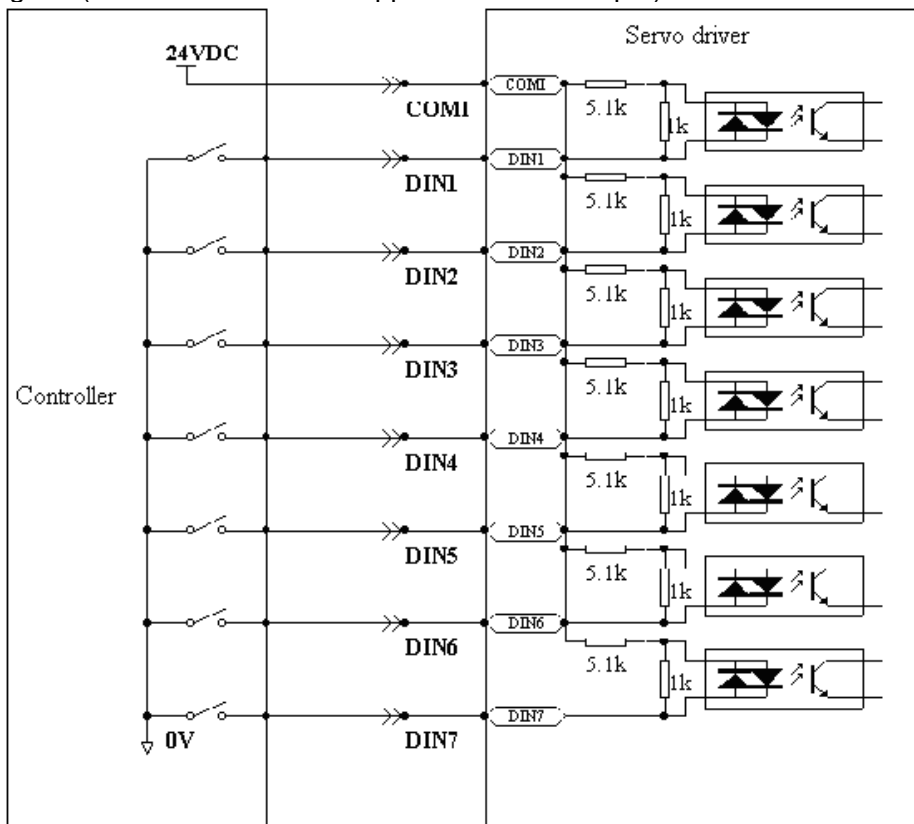 Servo driver
24VDC
COMI
COMI
5.1k
1k
DIN1
DIN1
5.1k
1k
DIN2
DIN2
5.1k
1k
DIN3
DIN3
5.1k
1k
Controller
DIN4
DIN4
5.1k
1k
DIN5
DIN5
5.1k
1k
DIN6
DIN6
5.1k
1k
DIN7
0V
DIN7